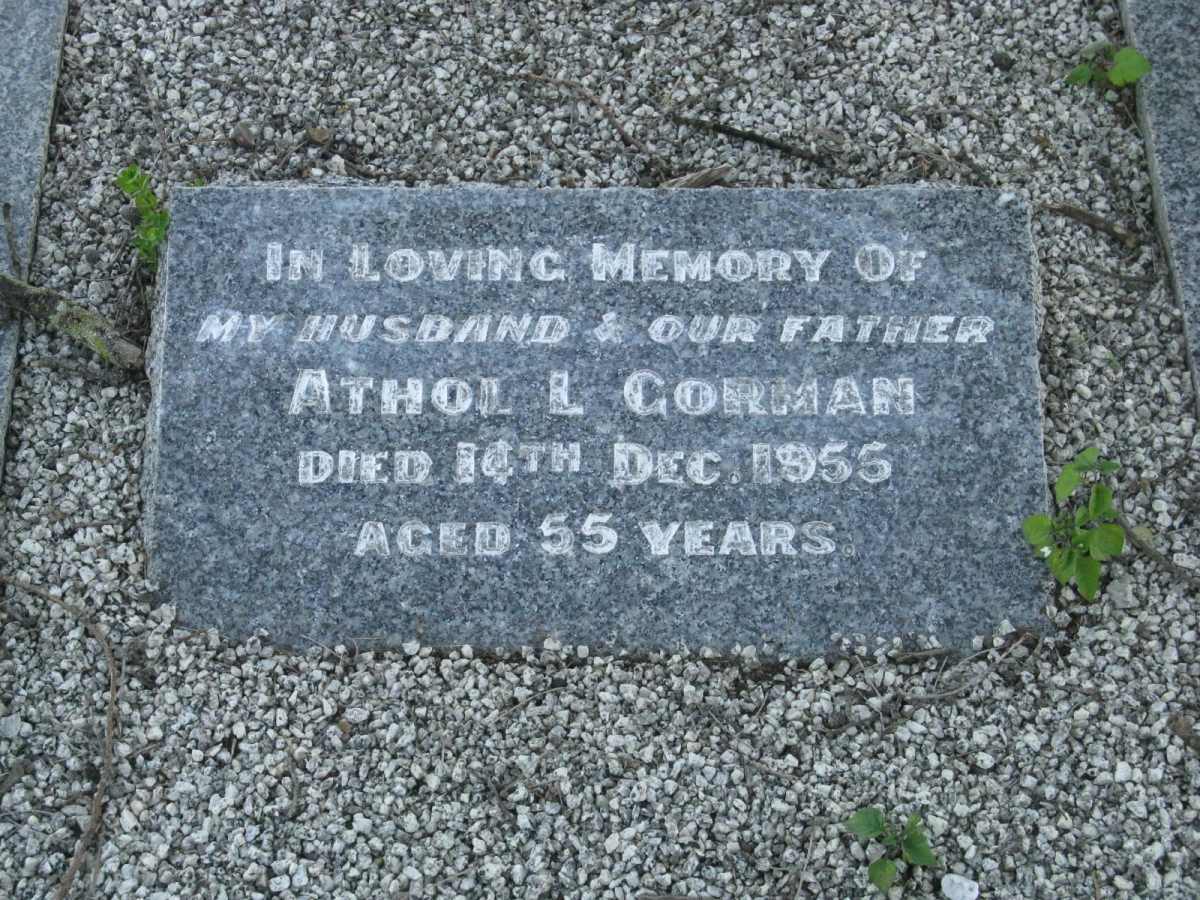 In Loving Memory Of
MY HUSBAND & OUR FATHER
ATHOL L GORMAN
DIED 14TH DEC. 1955
AGED 55 YEARS.